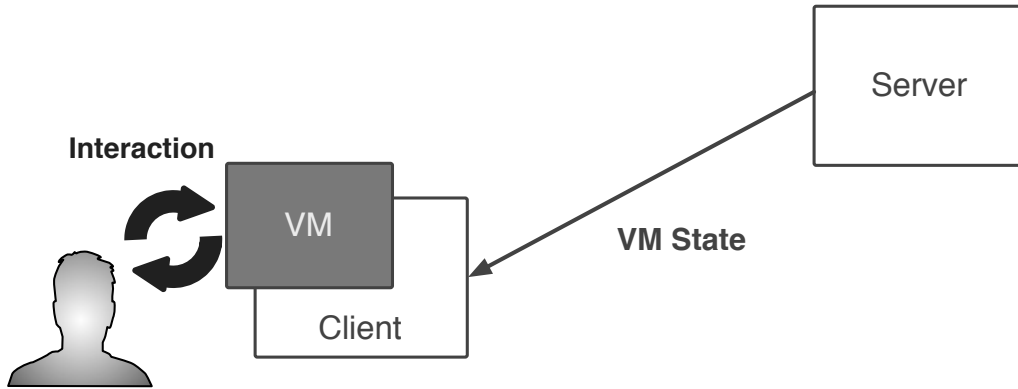 Server
Interaction
VM
VM State
Client